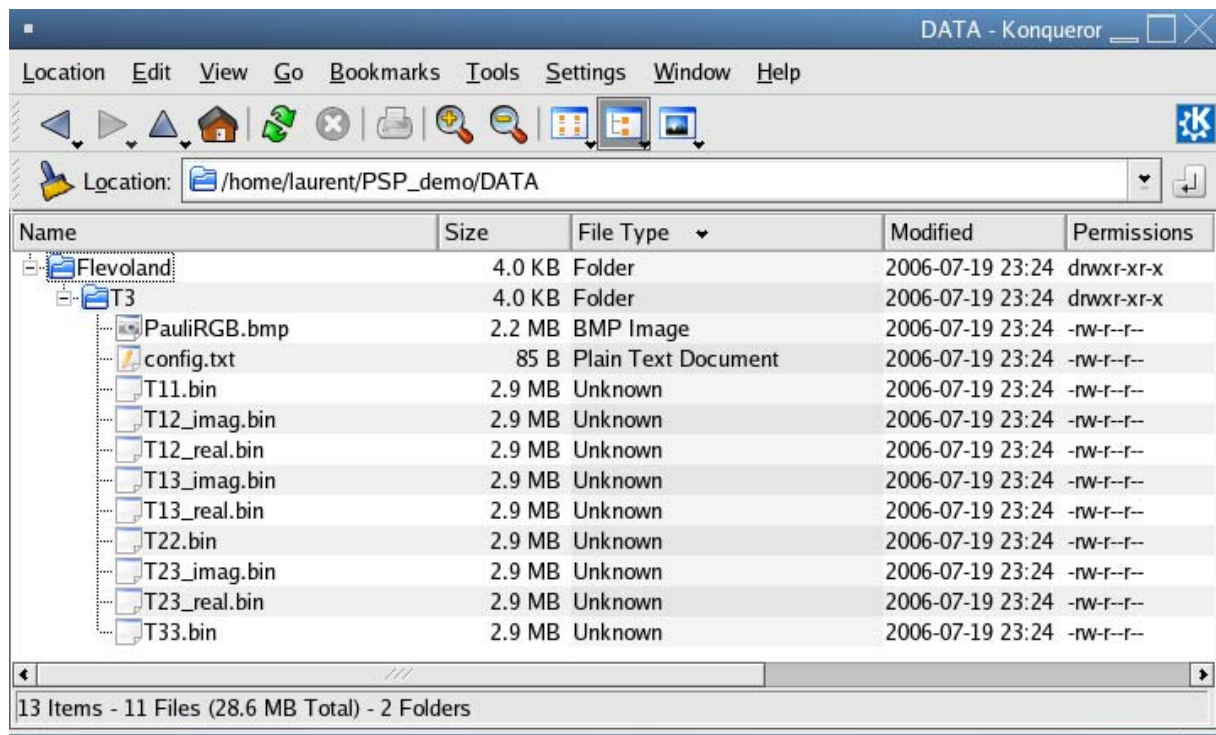 DATA - Konqueror
Location Edit View Go Bookmarks Tools Settings Window Help
Location: /home/laurent/PSP_demo/DATA
Name Size File Type Modified Permissions
Flevoland 4.0 KB Folder 2006-07-19 23:24 drwxr-xr-x
T3 4.0 KB Folder 2006-07-19 23:24 drwxr-xr-x
PauliRGB.bmp 2.2 MB BMP Image 2006-07-19 23:24 -rw-r--r--
config.txt 85 B Plain Text Document 2006-07-19 23:24 -rw-r--r--
T11.bin 2.9 MB Unknown 2006-07-19 23:24 -rw-r--r--
T12_imag.bin 2.9 MB Unknown 2006-07-19 23:24 -rw-r--r--
T12_real.bin 2.9 MB Unknown 2006-07-19 23:24 -rw-r--r--
T13_imag.bin 2.9 MB Unknown 2006-07-19 23:24 -rw-r--r--
T13_real.bin 2.9 MB Unknown 2006-07-19 23:24 -rw-r--r--
T22.bin 2.9 MB Unknown 2006-07-19 23:24 -rw-r--r--
T23_imag.bin 2.9 MB Unknown 2006-07-19 23:24 -rw-r--r--
T23_real.bin 2.9 MB Unknown 2006-07-19 23:24 -rw-r--r--
T33.bin 2.9 MB Unknown 2006-07-19 23:24 -rw-r--r--
13 Items - 11 Files (28.6 MB Total) - 2 Folders